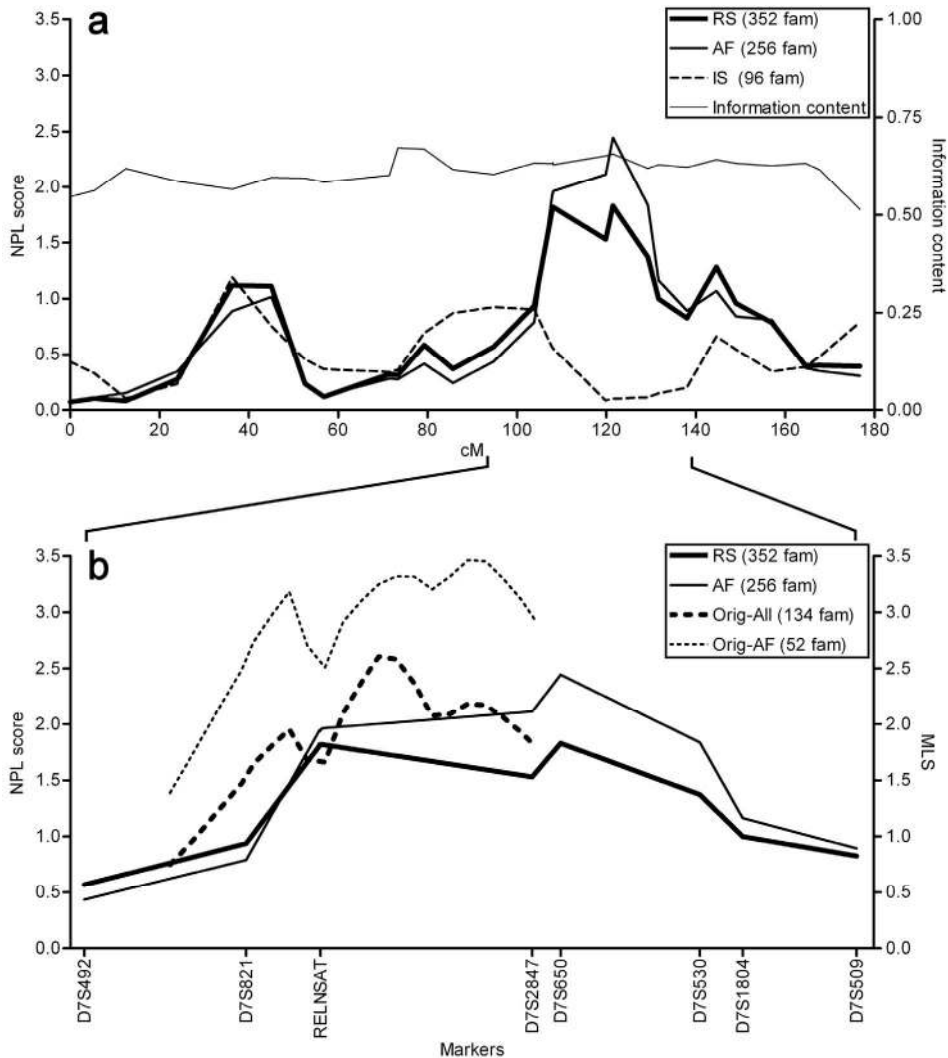 a
3.5
3.0
2.5
2.0
1.5
1.0
0.5
0.0
NPL score
RS (352 fam)
AF (256 fam)
IS (96 fam)
Information content
1.00
0.75
0.50
0.25
0.00
Information content
0 20 40 60 80 100 120 140 160 180
cM
b
3.5
3.0
2.5
2.0
1.5
1.0
0.5
0.0
NPL score
RS (352 fam)
AF (256 fam)
Orig-All (134 fam)
Orig-AF (52 fam)
3.5
3.0
2.5
2.0
1.5
1.0
0.5
0.0
MLS
D7S492
D7S821
RELNSAT
D7S2847
D7S650
D7S530
D7S1804
D7S509
Markers